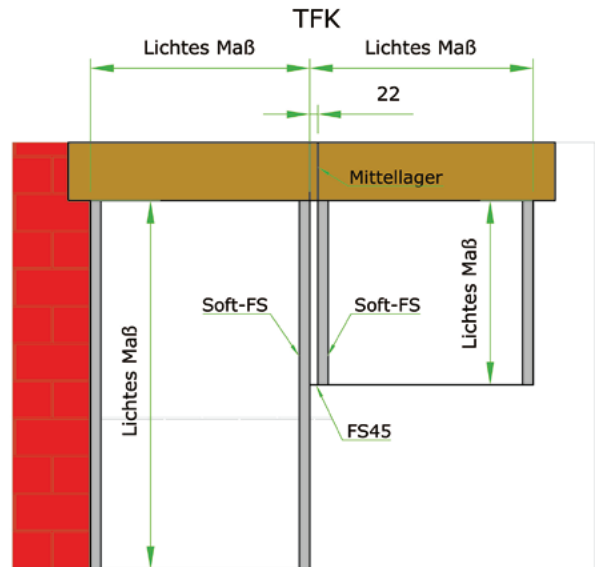 TFK
Lichtes Maß
Lichtes Maß
22
Mittellager
Soft-FS
Soft-FS
Lichtes Maß
Lichtes Maß
FS45